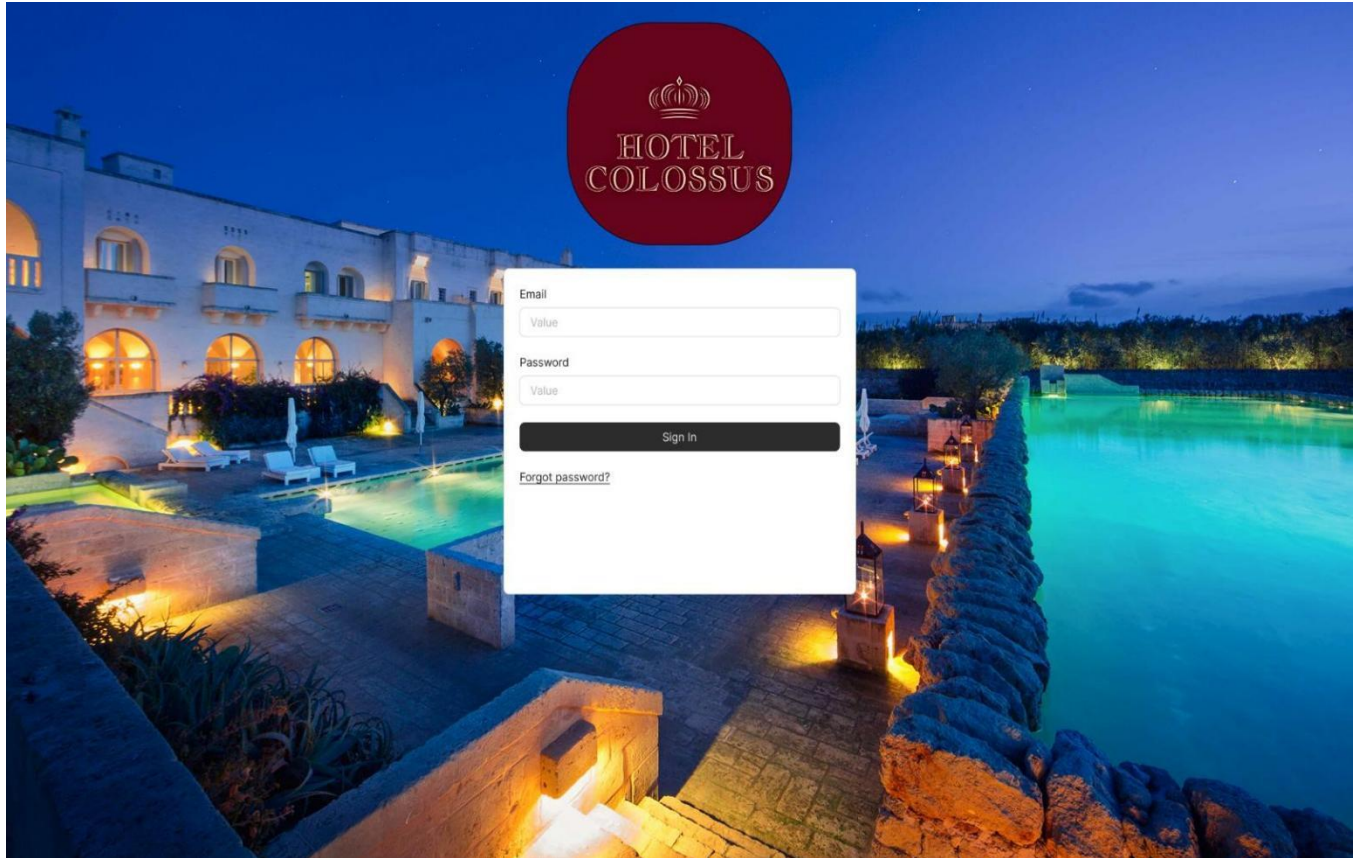 HOTEL
COLOSSUS
Email
Value
Password
Value
Sign In
Forgot password?